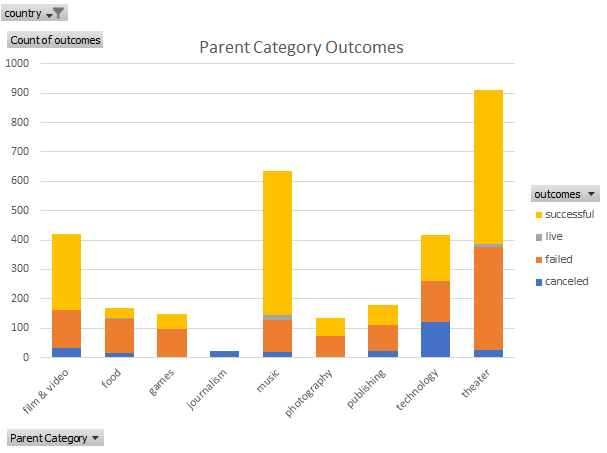 country
Count of outcomes
Parent Category Outcomes
1000
900
800
700
600
500
400
300
200
100
0
film & video
food
games
journalism
music
photography
publishing
technology
theater
outcomes
successful
live
failed
canceled
Parent Category